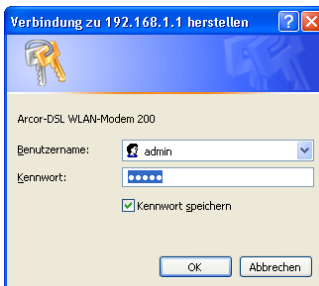 Verbindung zu 192.168.1.1 herstellen
Arcor-DSL WLAN-Modem 200
Benutzername:
admin
Kennwort:
•••••
Kennwort speichern
OK
Abbrechen